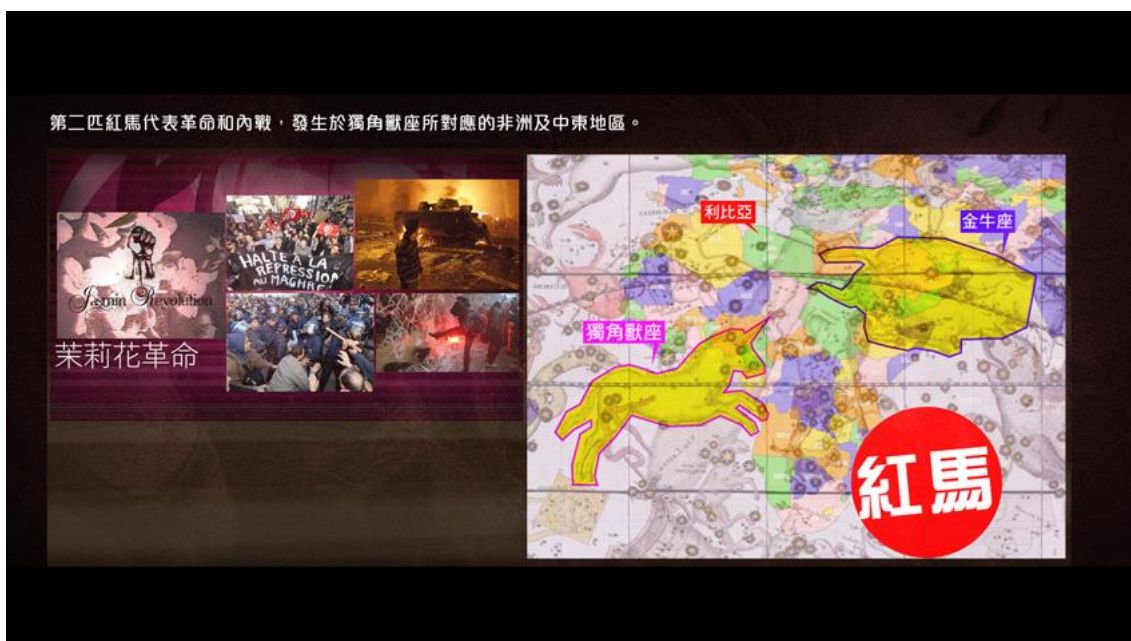 第二匹紅馬代表革命和內戰，發生於獨角獸座所對應的非洲及中東地區。
Jasmin Revolution
茉莉花革命
HALTE À LA
RÉPRESSION
AU MAGHRE
利比亞
金牛座
獨角獸座
紅馬